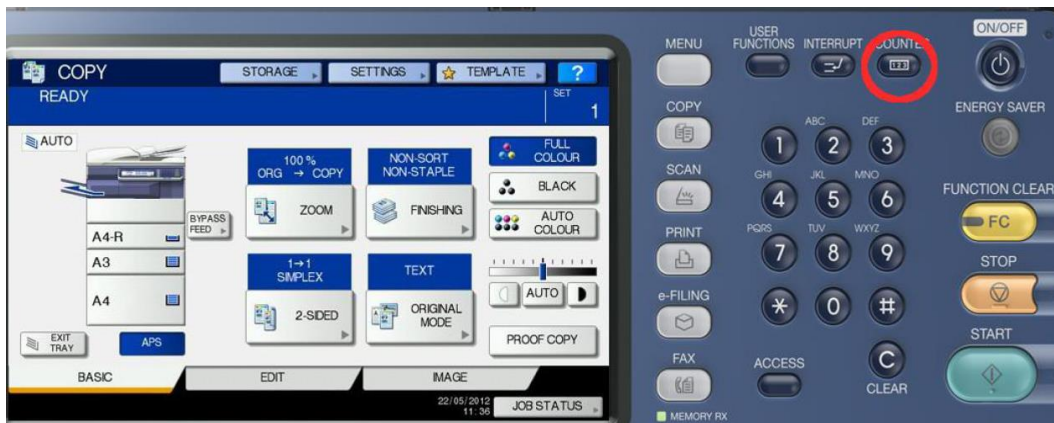 COPY
STORAGE
SETTINGS
TEMPLATE
?
READY
SET
1
AUTO
100 %
ORG → COPY
ZOOM
NON-SORT
NON-STAPLE
FINISHING
FULL
COLOUR
BLACK
AUTO
COLOUR
BYPASS
FEED
A4-R
A3
A4
1→1
SIMPLEX
2-SIDED
TEXT
ORIGINAL
MODE
AUTO
PROOF COPY
EXIT
TRAY
APS
BASIC
EDIT
IMAGE
22/05/2012
11: 36
JOB STATUS
MENU
COPY
SCAN
PRINT
e-FILING
FAX
MEMORY RX
USER
FUNCTIONS
INTERRUPT
COUNTER
123
ON/OFF
ENERGY SAVER
1
ABC
2
DEF
3
GHI
4
JKL
5
MNO
6
PQRS
7
TUV
8
WXYZ
9
*
0
#
ACCESS
C
CLEAR
FUNCTION CLEAR
FC
STOP
START